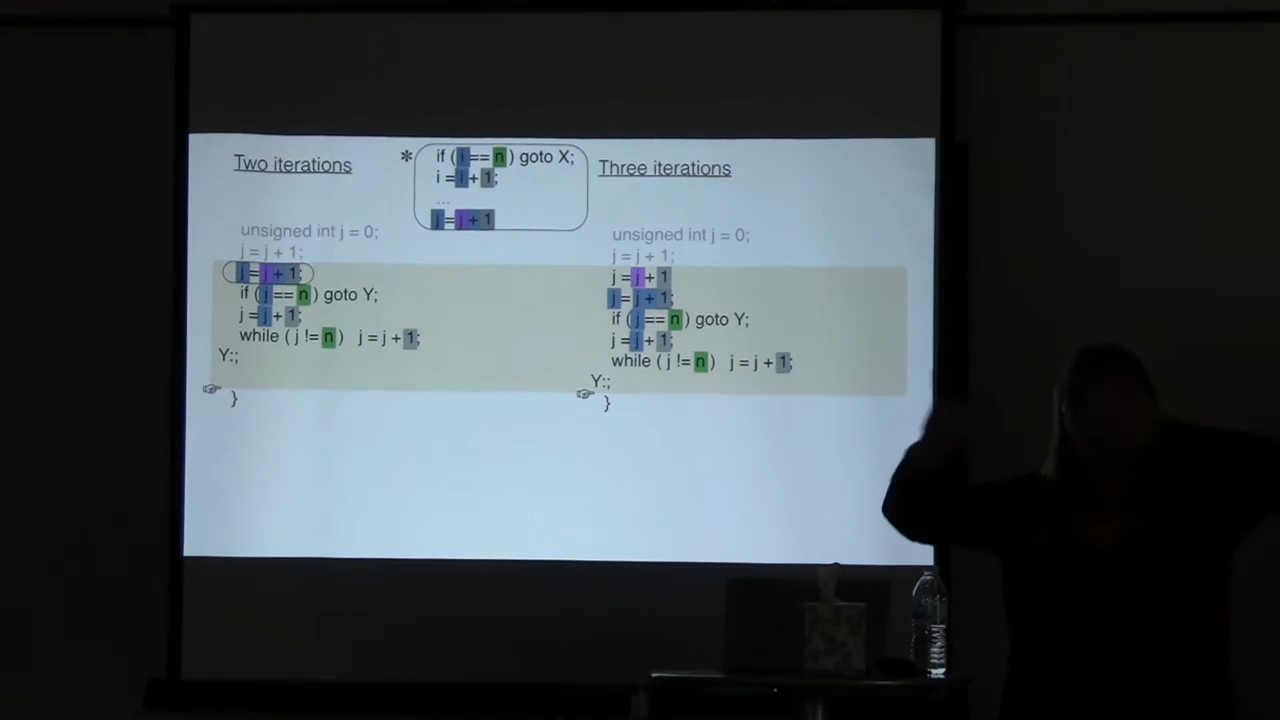 Two iterations
* if (i == n) goto X;
i = i + 1;
...
j = j + 1
Three iterations
unsigned int j = 0;
j = j + 1;
j = j + 1;
if (j == n) goto Y;
j = j + 1;
while (j != n) j = j + 1;
Y:;
}
unsigned int j = 0;
j = j + 1;
j = j + 1
j = j + 1;
if (j == n) goto Y;
j = j + 1;
while (j != n) j = j + 1;
Y:;
}